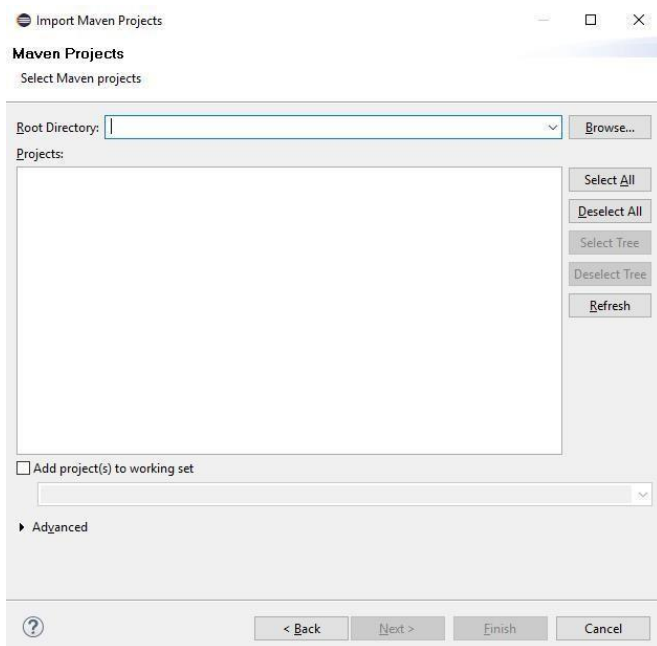 Import Maven Projects
Maven Projects
Select Maven projects
Root Directory:
Browse...
Projects:
Select All
Deselect All
Select Tree
Deselect Tree
Refresh
Add project(s) to working set
Advanced
?
< Back
Next >
Finish
Cancel